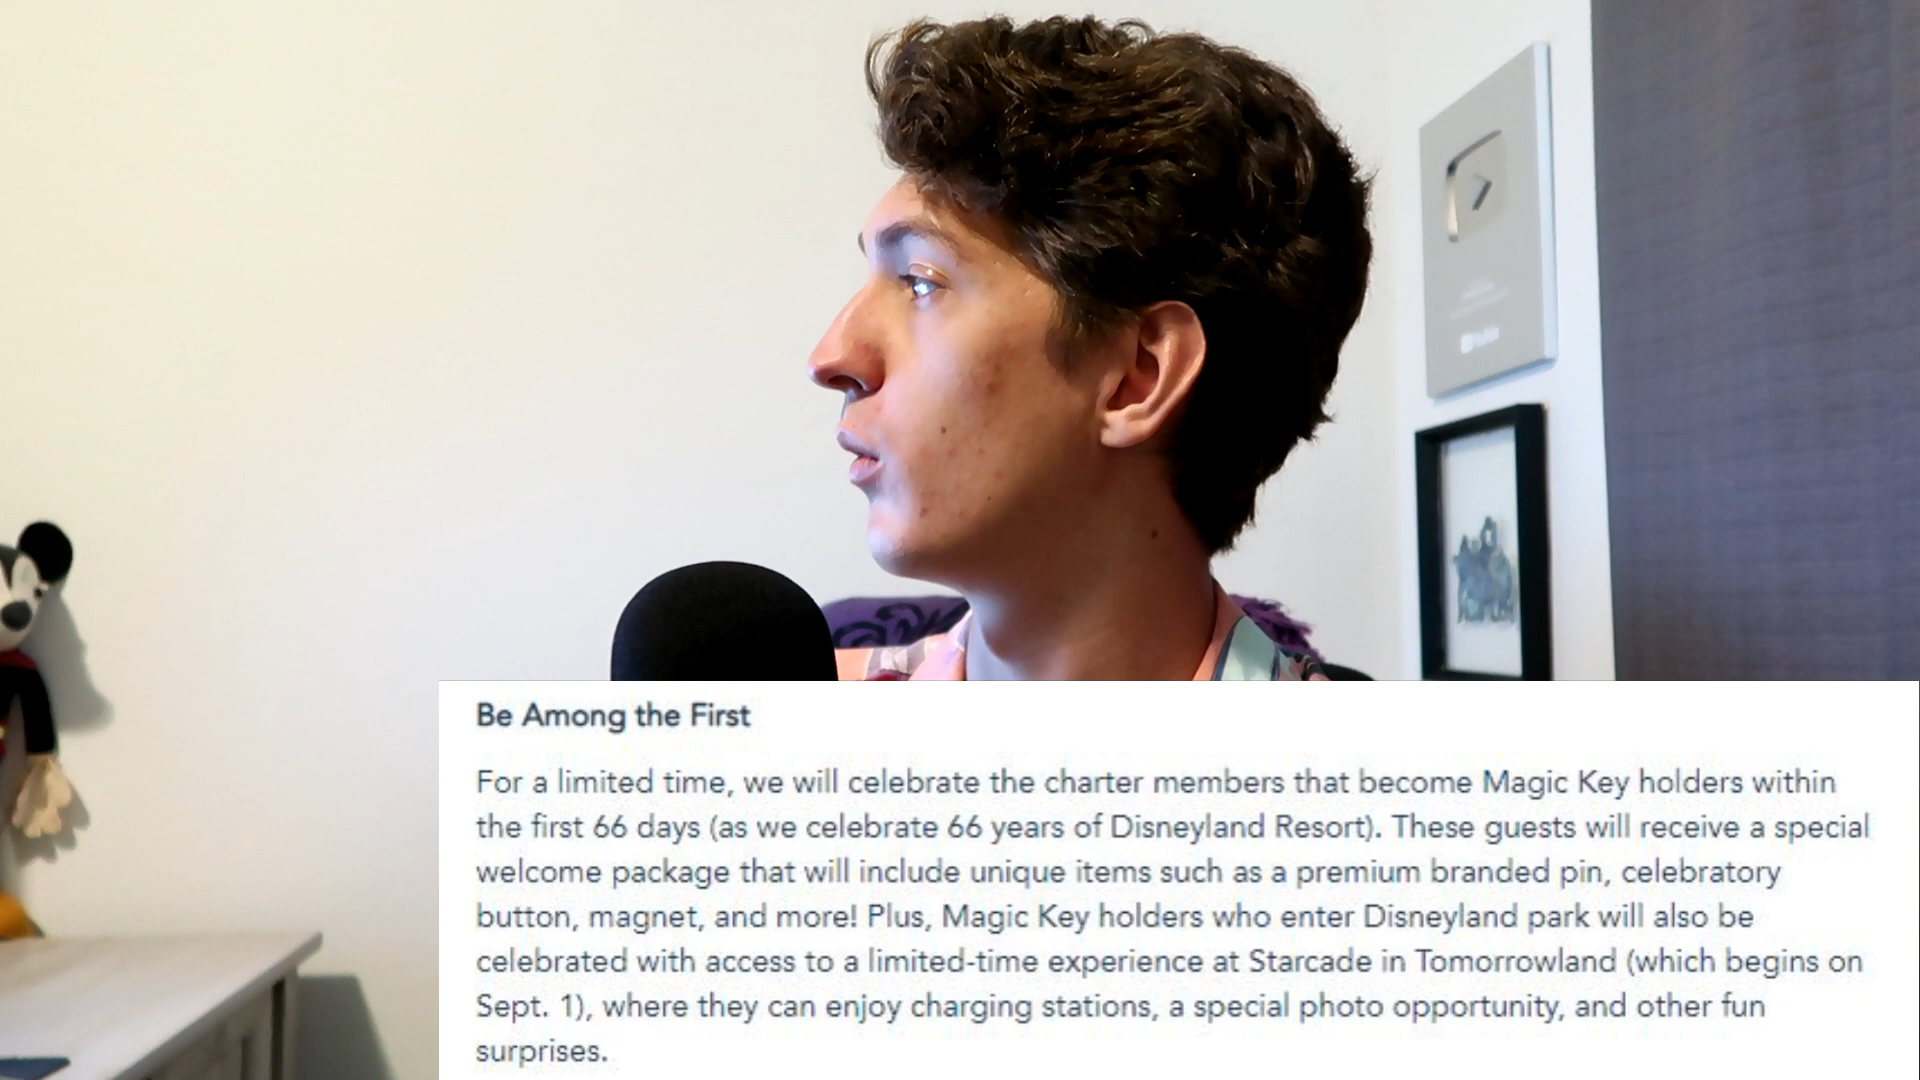 Be Among the First
For a limited time, we will celebrate the charter members that become Magic Key holders within
the first 66 days (as we celebrate 66 years of Disneyland Resort). These guests will receive a special
welcome package that will include unique items such as a premium branded pin, celebratory
button, magnet, and more! Plus, Magic Key holders who enter Disneyland park will also be
celebrated with access to a limited-time experience at Starcade in Tomorrowland (which begins on
Sept. 1), where they can enjoy charging stations, a special photo opportunity, and other fun
surprises.